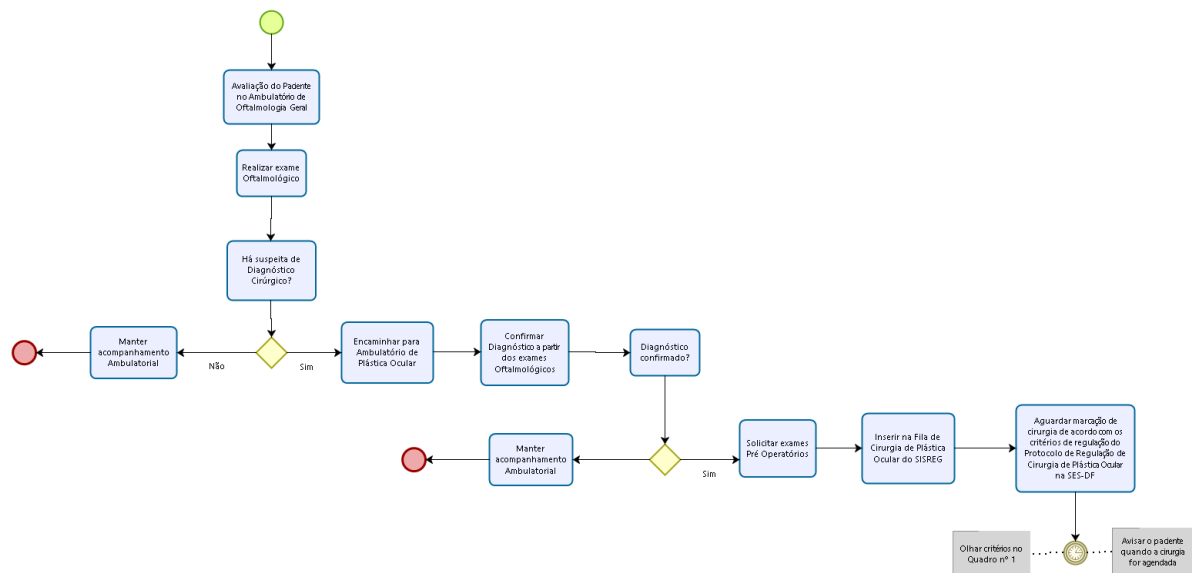 Avaliação do Paciente
no Ambulatório de
Oftalmologia Geral
Realizar exame
Oftalmológico
Há suspeita de
Diagnóstico
Cirúrgico?
Manter
acompanhamento
Ambulatorial
Não
Sim
Encaminhar para
Ambulatório de
Plástica Ocular
Confirmar
Diagnóstico a partir
dos exames
Oftalmológicos
Diagnóstico
confirmado?
Manter
acompanhamento
Ambulatorial
Sim
Solicitar exames
Pré Operatórios
Inserir na Fila de
Cirurgia de Plástica
Ocular do SISREG
Aguardar marcação de
cirurgia de acordo com os
critérios de regulação do
Protocolo de Regulação de
Cirurgia de Plástica Ocular
na SES-DF
Olhar critérios no
Quadro nº 1
Avisar o paciente
quando a cirurgia
for agendada